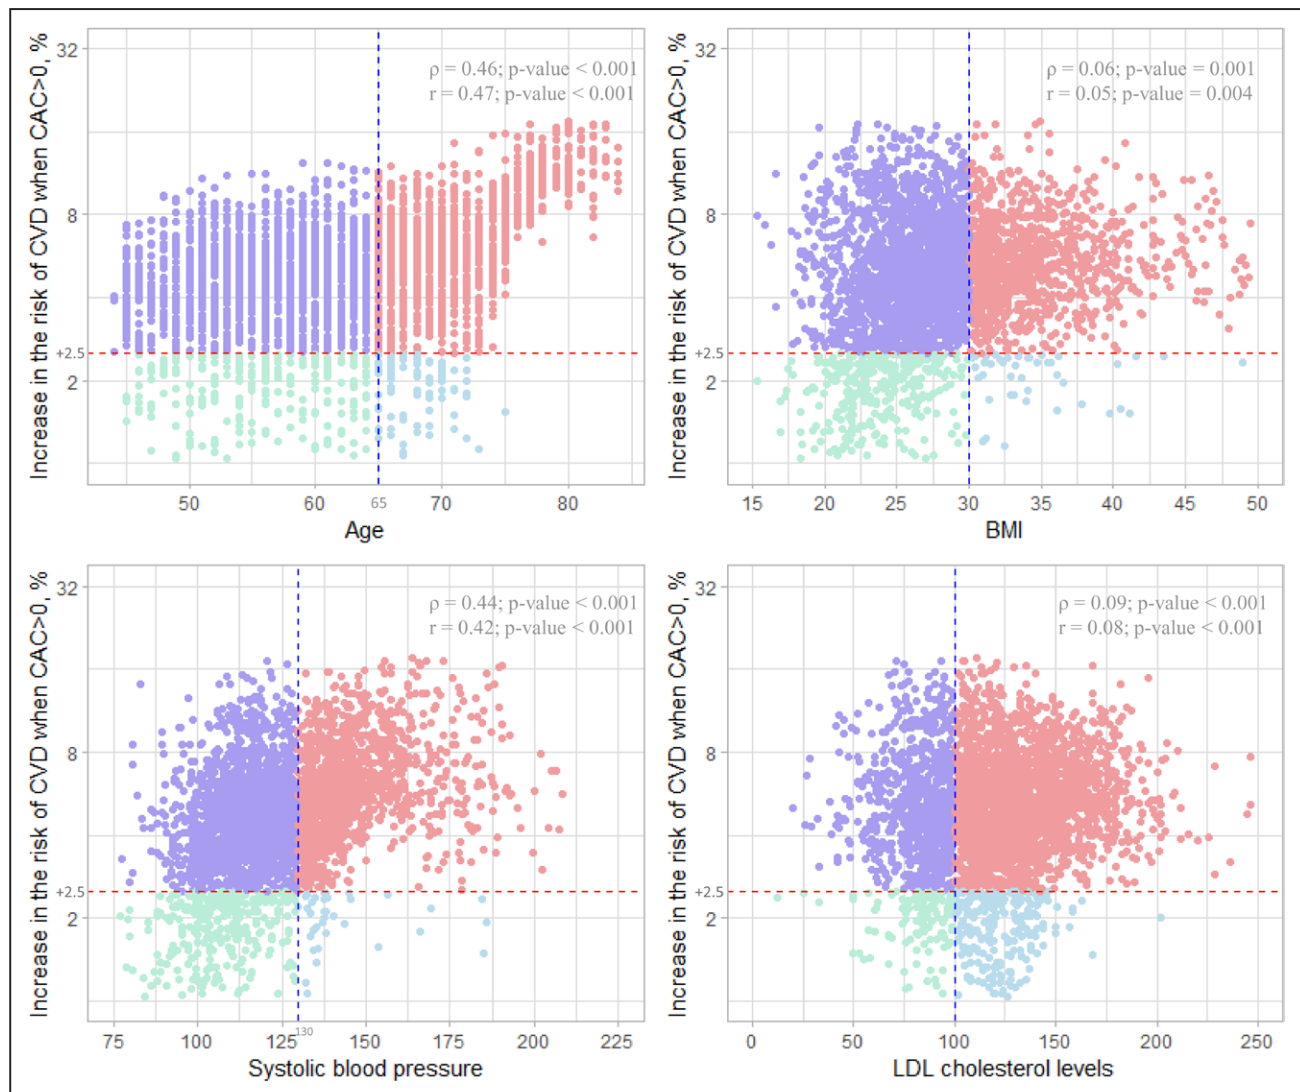 Increase in the risk of CVD when CAC>0, %
32
8
+2.5
2
ρ = 0.46; p-value < 0.001
r = 0.47; p-value < 0.001
50
60
65
70
80
Age
Increase in the risk of CVD when CAC>0, %
32
8
+2.5
2
ρ = 0.06; p-value = 0.001
r = 0.05; p-value = 0.004
15
20
25
30
35
40
45
50
BMI
Increase in the risk of CVD when CAC>0, %
32
8
+2.5
2
ρ = 0.44; p-value < 0.001
r = 0.42; p-value < 0.001
75
100
125
130
150
175
200
225
Systolic blood pressure
Increase in the risk of CVD when CAC>0, %
32
8
+2.5
2
ρ = 0.09; p-value < 0.001
r = 0.08; p-value < 0.001
0
50
100
150
200
250
LDL cholesterol levels